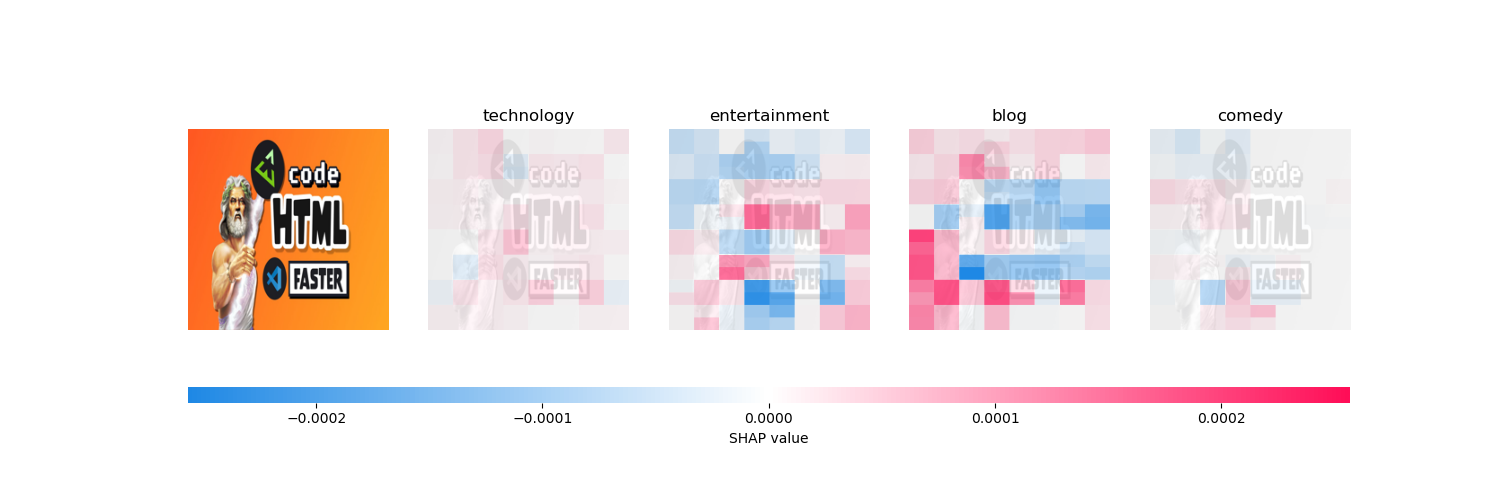 technology
entertainment
blog
comedy
code
HTML
FASTER
code
HTML
FASTER
code
HTML
FASTER
code
HTML
FASTER
code
HTML
FASTER
−0.0002
−0.0001
0.0000
0.0001
0.0002
SHAP value